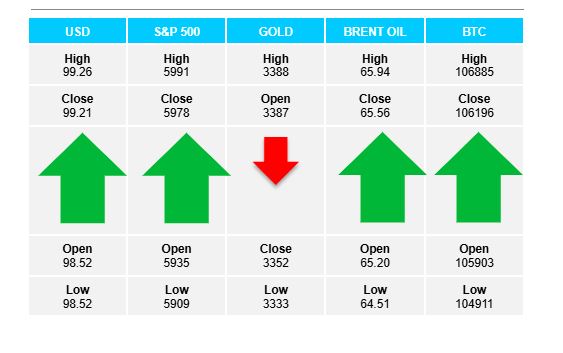 USD S&P 500 GOLD BRENT OIL BTC
High High High High High
99.26 5991 3388 65.94 106885
Close Close Open Close Close
99.21 5978 3387 65.56 106196
Open Open Close Open Open
98.52 5935 3352 65.20 105903
Low Low Low Low Low
98.52 5909 3333 64.51 104911